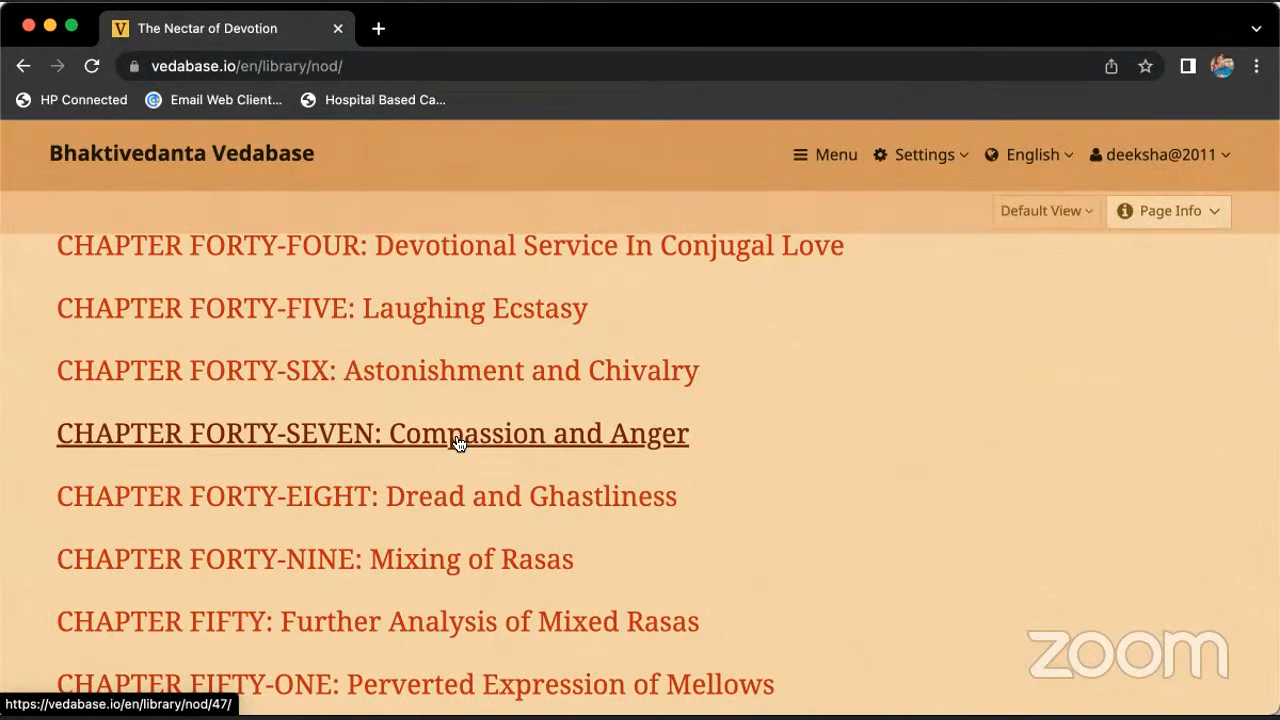 The Nectar of Devotion
vedabase.io/en/library/nod/
HP Connected
Email Web Client...
Hospital Based Ca...
Bhaktivedanta Vedabase
Menu
Settings
English
deeksha@2011
Default View
Page Info
CHAPTER FORTY-FOUR: Devotional Service In Conjugal Love
CHAPTER FORTY-FIVE: Laughing Ecstasy
CHAPTER FORTY-SIX: Astonishment and Chivalry
CHAPTER FORTY-SEVEN: Compassion and Anger
CHAPTER FORTY-EIGHT: Dread and Ghastliness
CHAPTER FORTY-NINE: Mixing of Rasas
CHAPTER FIFTY: Further Analysis of Mixed Rasas
CHAPTER FIFTY-ONE: Perverted Expression of Mellows
zoom
https://vedabase.io/en/library/nod/47/